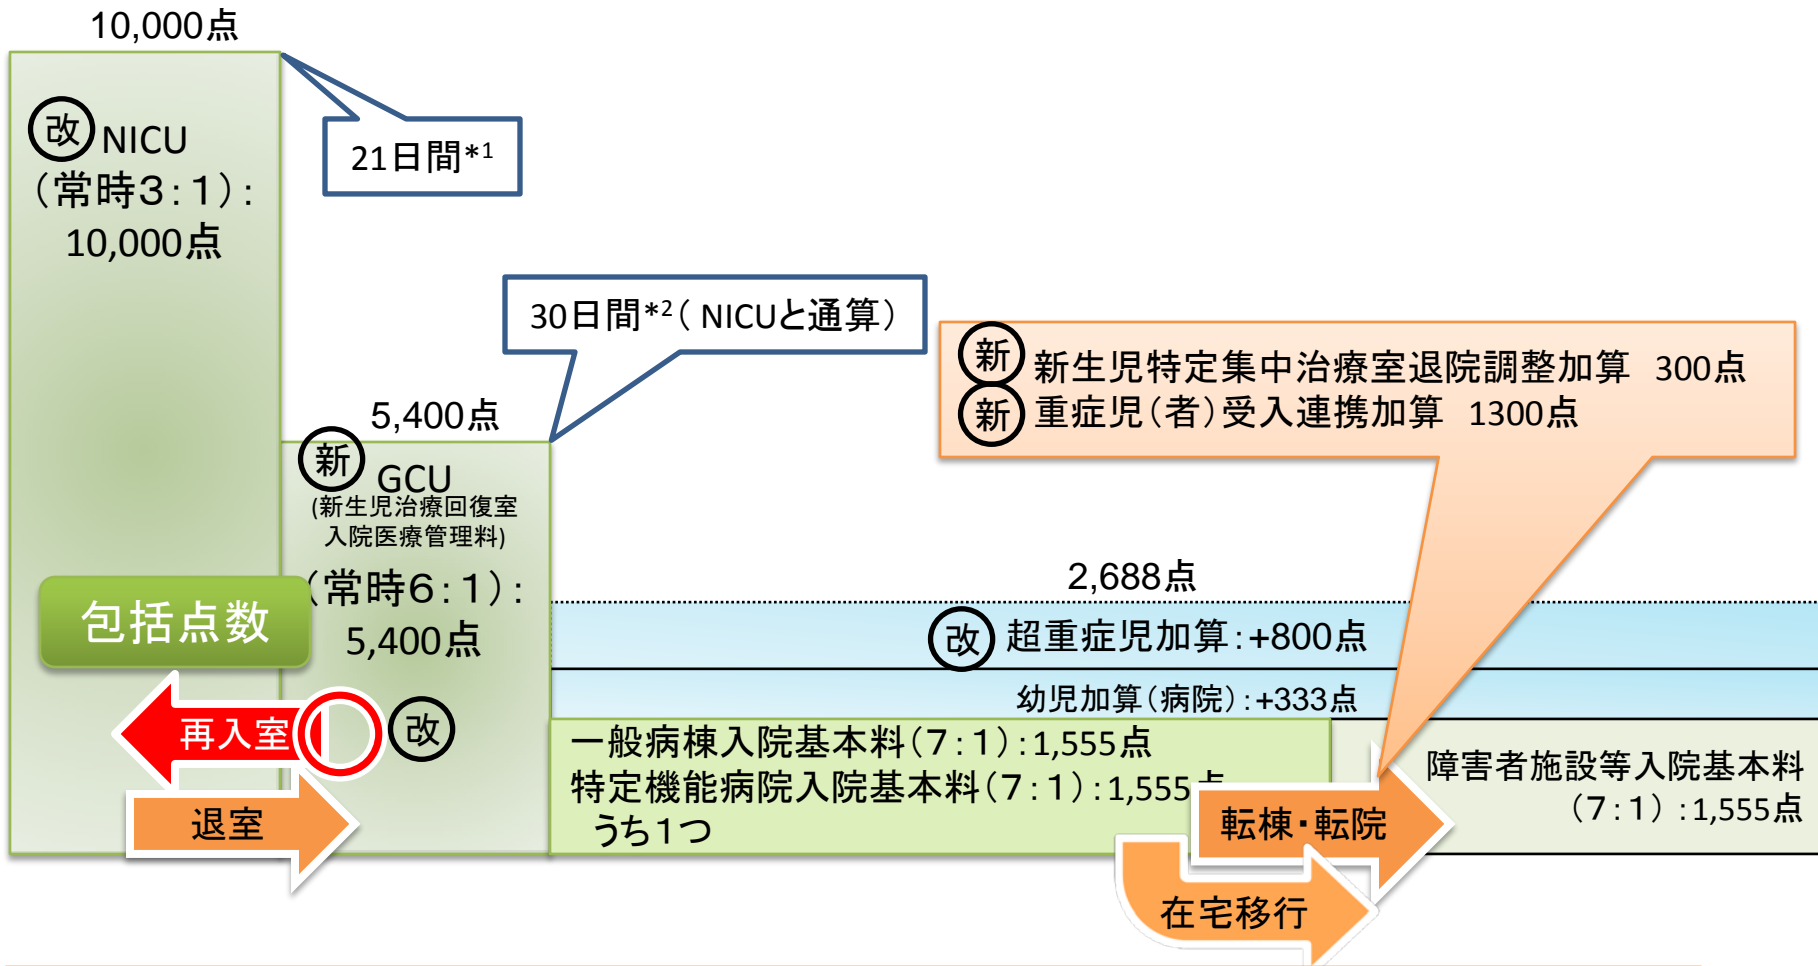 10,000点
改 NICU
(常時3:1):
10,000点
21日間*1
30日間*2( NICUと通算)
新 新生児特定集中治療室退院調整加算 300点
新 重症児(者)受入連携加算 1300点
5,400点
新 GCU
(新生児治療回復室
入院医療管理料)
(常時6:1):
5,400点
包括点数
2,688点
改 超重症児加算:+800点
幼児加算(病院):+333点
再入室
改
退室
一般病棟入院基本料(7:1):1,555点
特定機能病院入院基本料(7:1):1,555点
うち1つ
転棟・転院
障害者施設等入院基本料
(7:1):1,555点
在宅移行